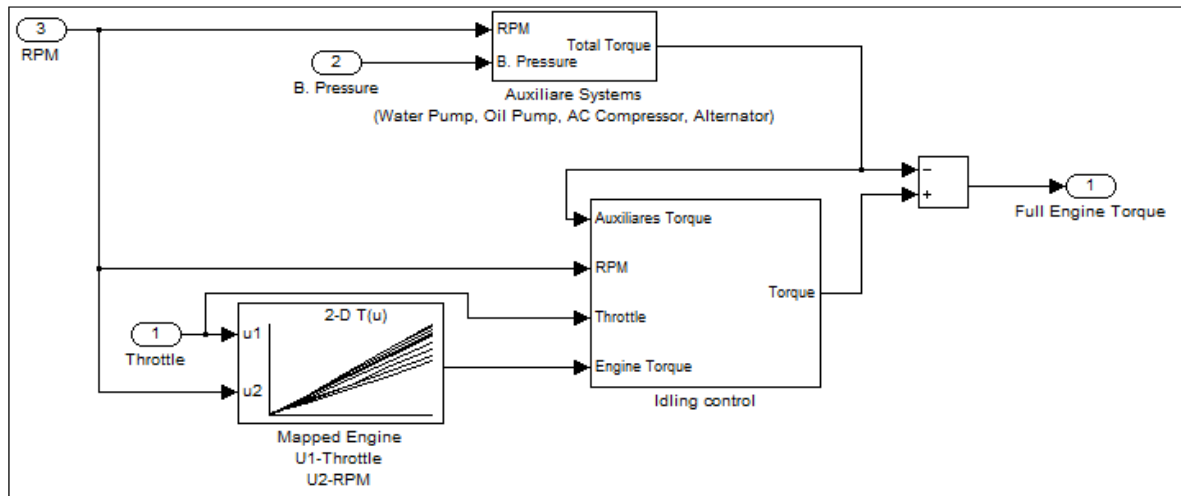 3
RPM
RPM
Total Torque
2
B. Pressure
B. Pressure
Auxiliare Systems
(Water Pump, Oil Pump, AC Compressor, Alternator)
−
+
1
Full Engine Torque
Auxiliares Torque
RPM
Torque
Throttle
Engine Torque
Idling control
1
Throttle
2-D T(u)
u1
u2
Mapped Engine
U1-Throttle
U2-RPM